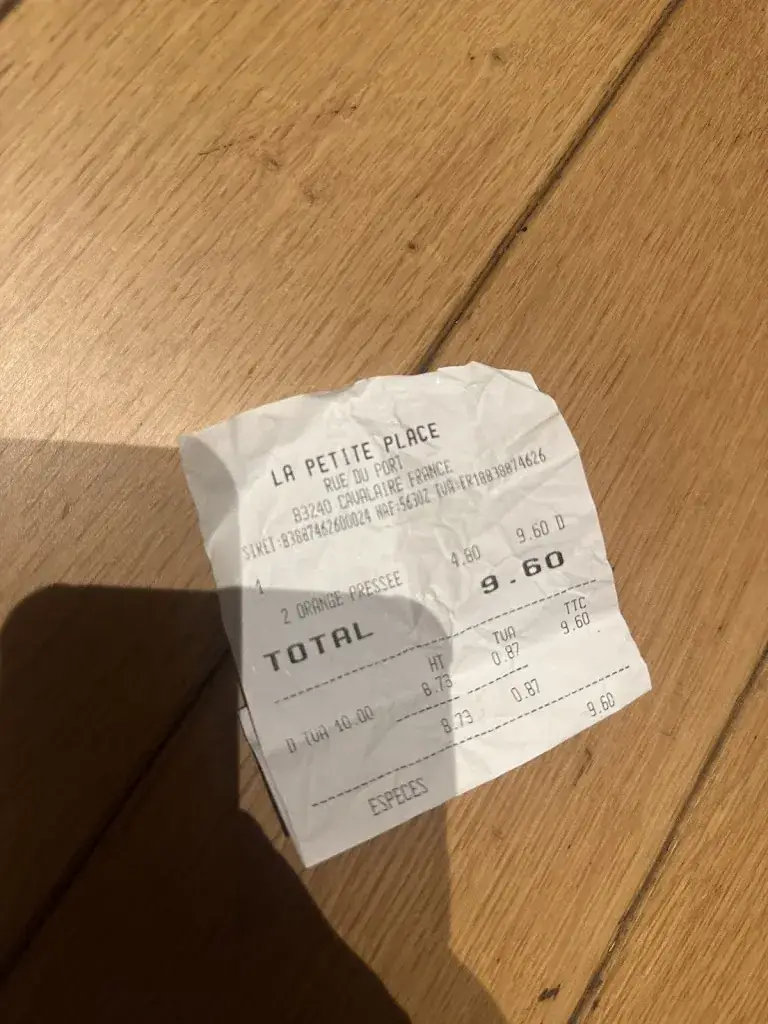 LA PETITE PLACE
RUE DU PORT
83240 CAVALAIRE FRANCE
SIRET:83887462600024 NAF:5630Z TVA:FR18838874626
1
2 ORANGE PRESSEE 4.80 9.60 D
TOTAL 9.60
HT TVA TTC
D TVA 10.00 8.73 0.87 9.60
8.73 0.87
ESPECES 9.60